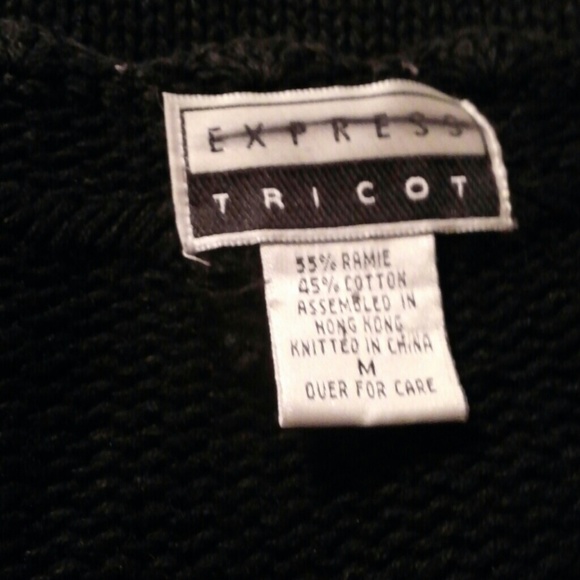 EXPRESS
TRICOT
55% RAMIE
45% COTTON
ASSEMBLED IN
HONG KONG
KNITTED IN CHINA
M
OVER FOR CARE